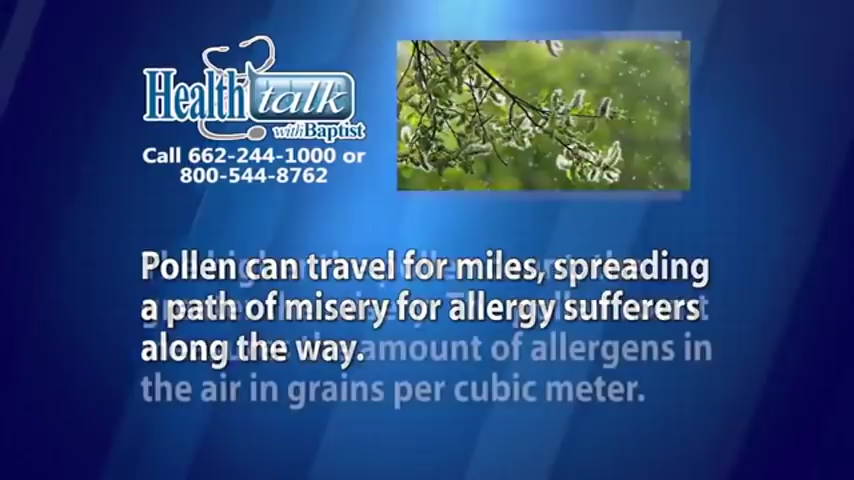 Health talk
with Baptist
Call 662-244-1000 or
800-544-8762
Pollen can travel for miles, spreading
a path of misery for allergy sufferers
along the way.
the amount of allergens in
the air in grains per cubic meter.